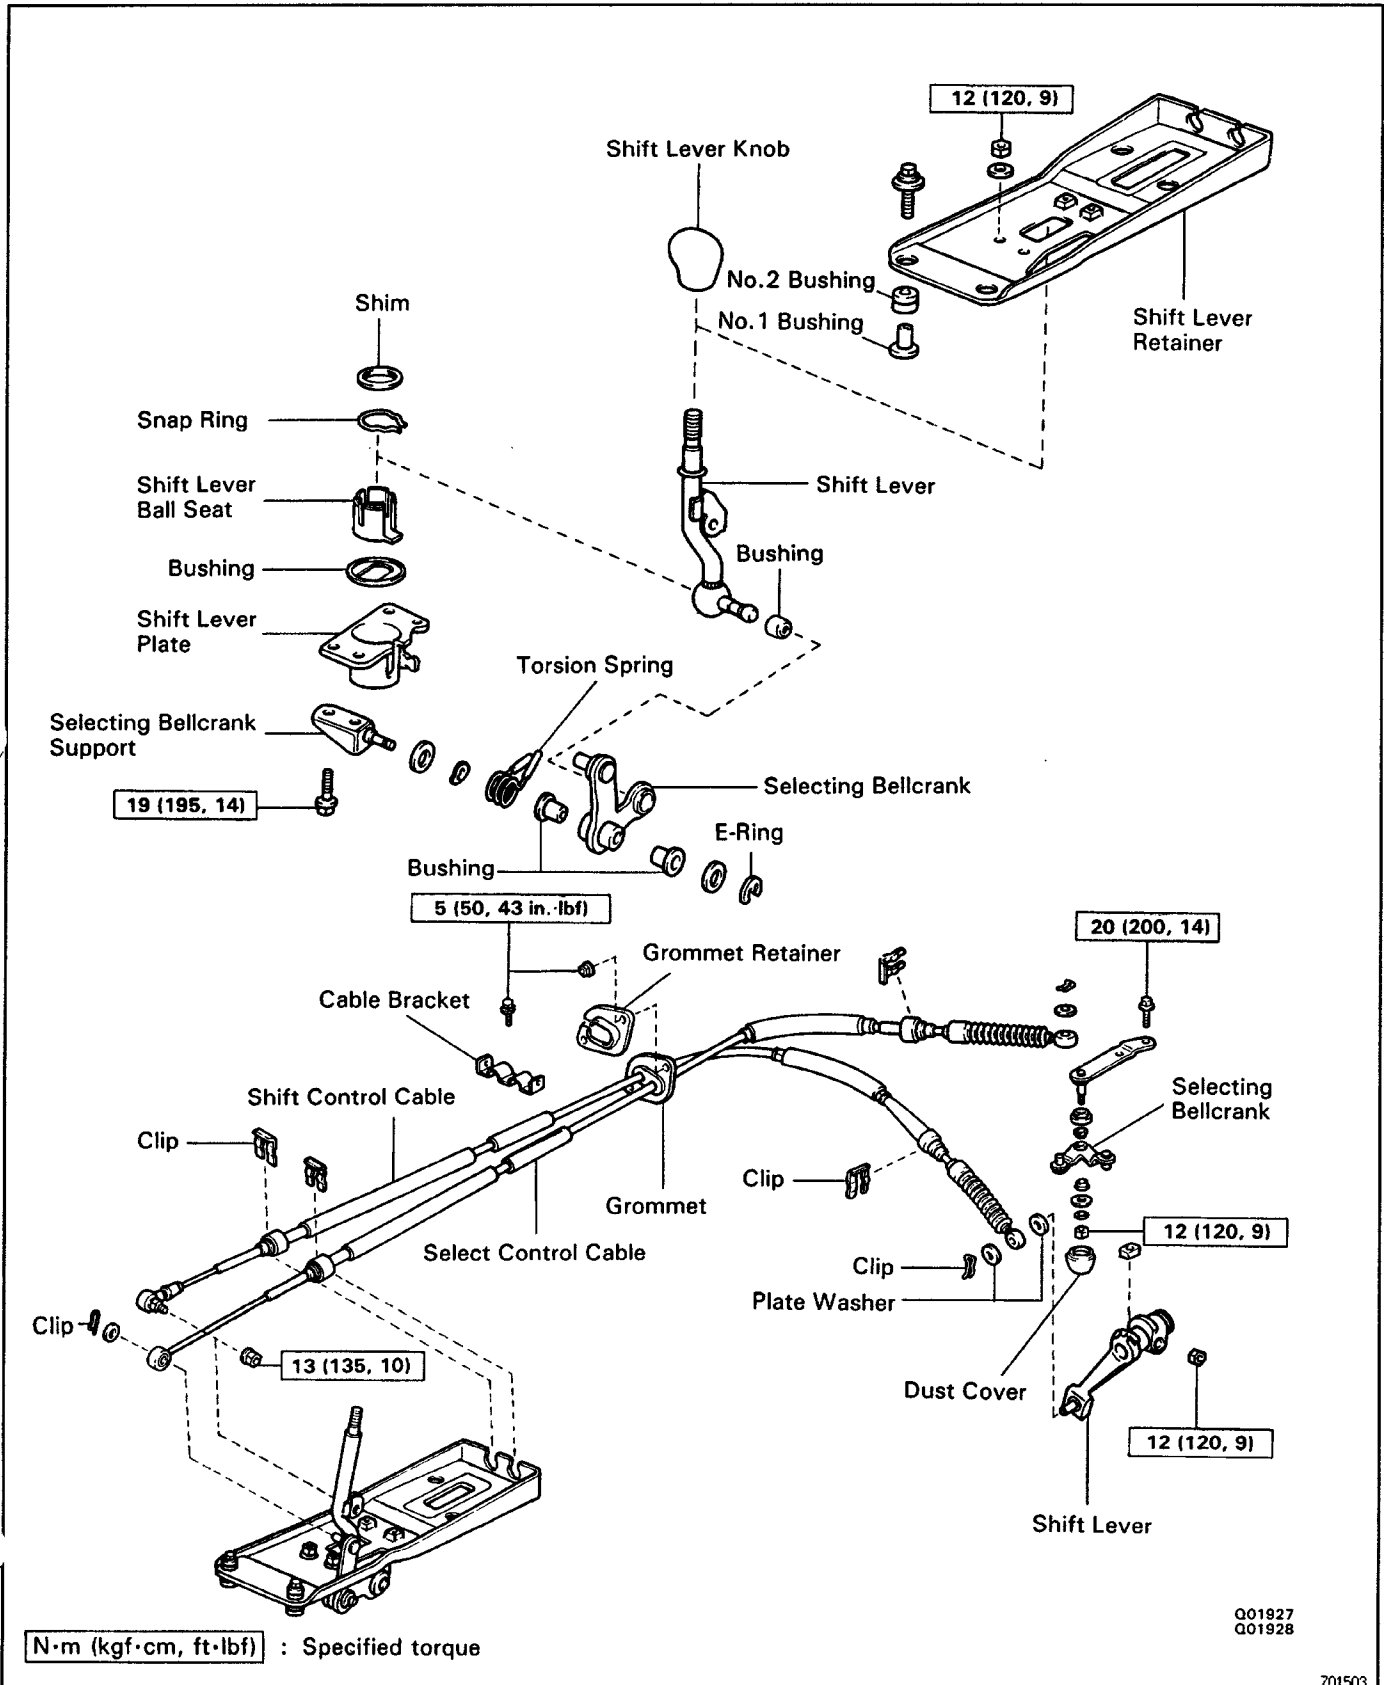 12 (120, 9)
Shift Lever Knob
No.2 Bushing
No.1 Bushing
Shift Lever
Retainer
Shim
Snap Ring
Shift Lever
Ball Seat
Shift Lever
Bushing
Bushing
Shift Lever
Plate
Torsion Spring
Selecting Bellcrank
Support
Selecting Bellcrank
19 (195, 14)
E-Ring
Bushing
5 (50, 43 in.·lbf)
20 (200, 14)
Grommet Retainer
Cable Bracket
Shift Control Cable
Selecting
Bellcrank
Clip
Clip
Grommet
12 (120, 9)
Select Control Cable
Clip
Plate Washer
Clip
13 (135, 10)
Dust Cover
12 (120, 9)
Shift Lever
Q01927
Q01928
N·m (kgf·cm, ft·lbf) : Specified torque
701503